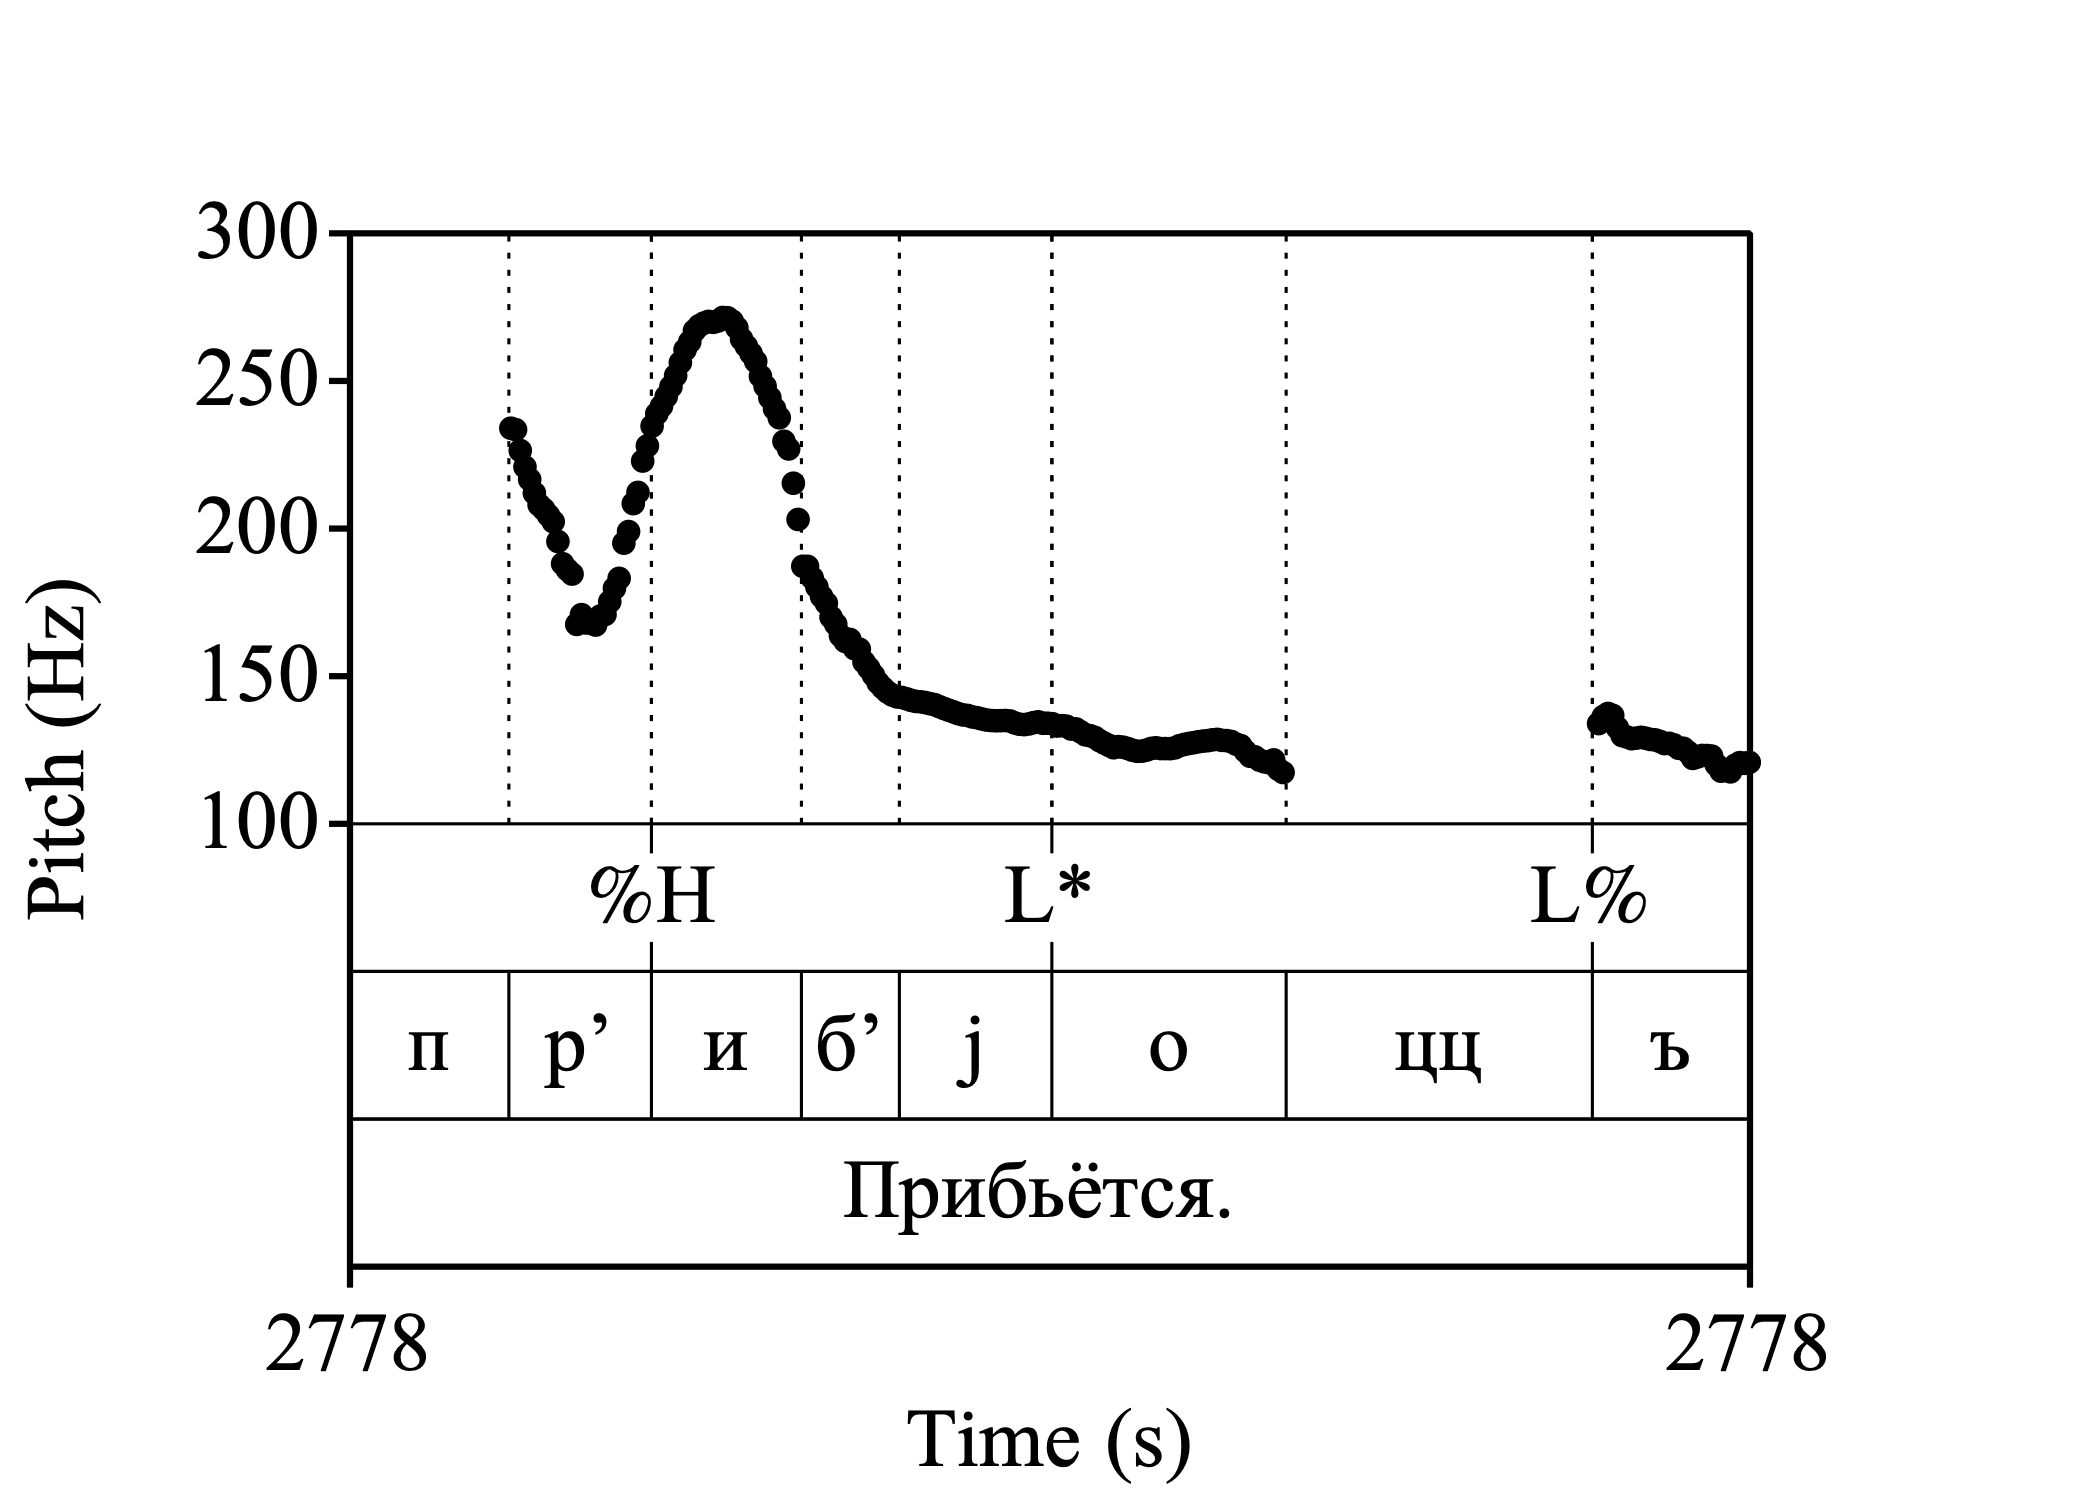 300
250
200
150
100
Pitch (Hz)
%H L* L%
п р’ и б’ j о цц ъ
Прибьётся.
2778 2778
Time (s)